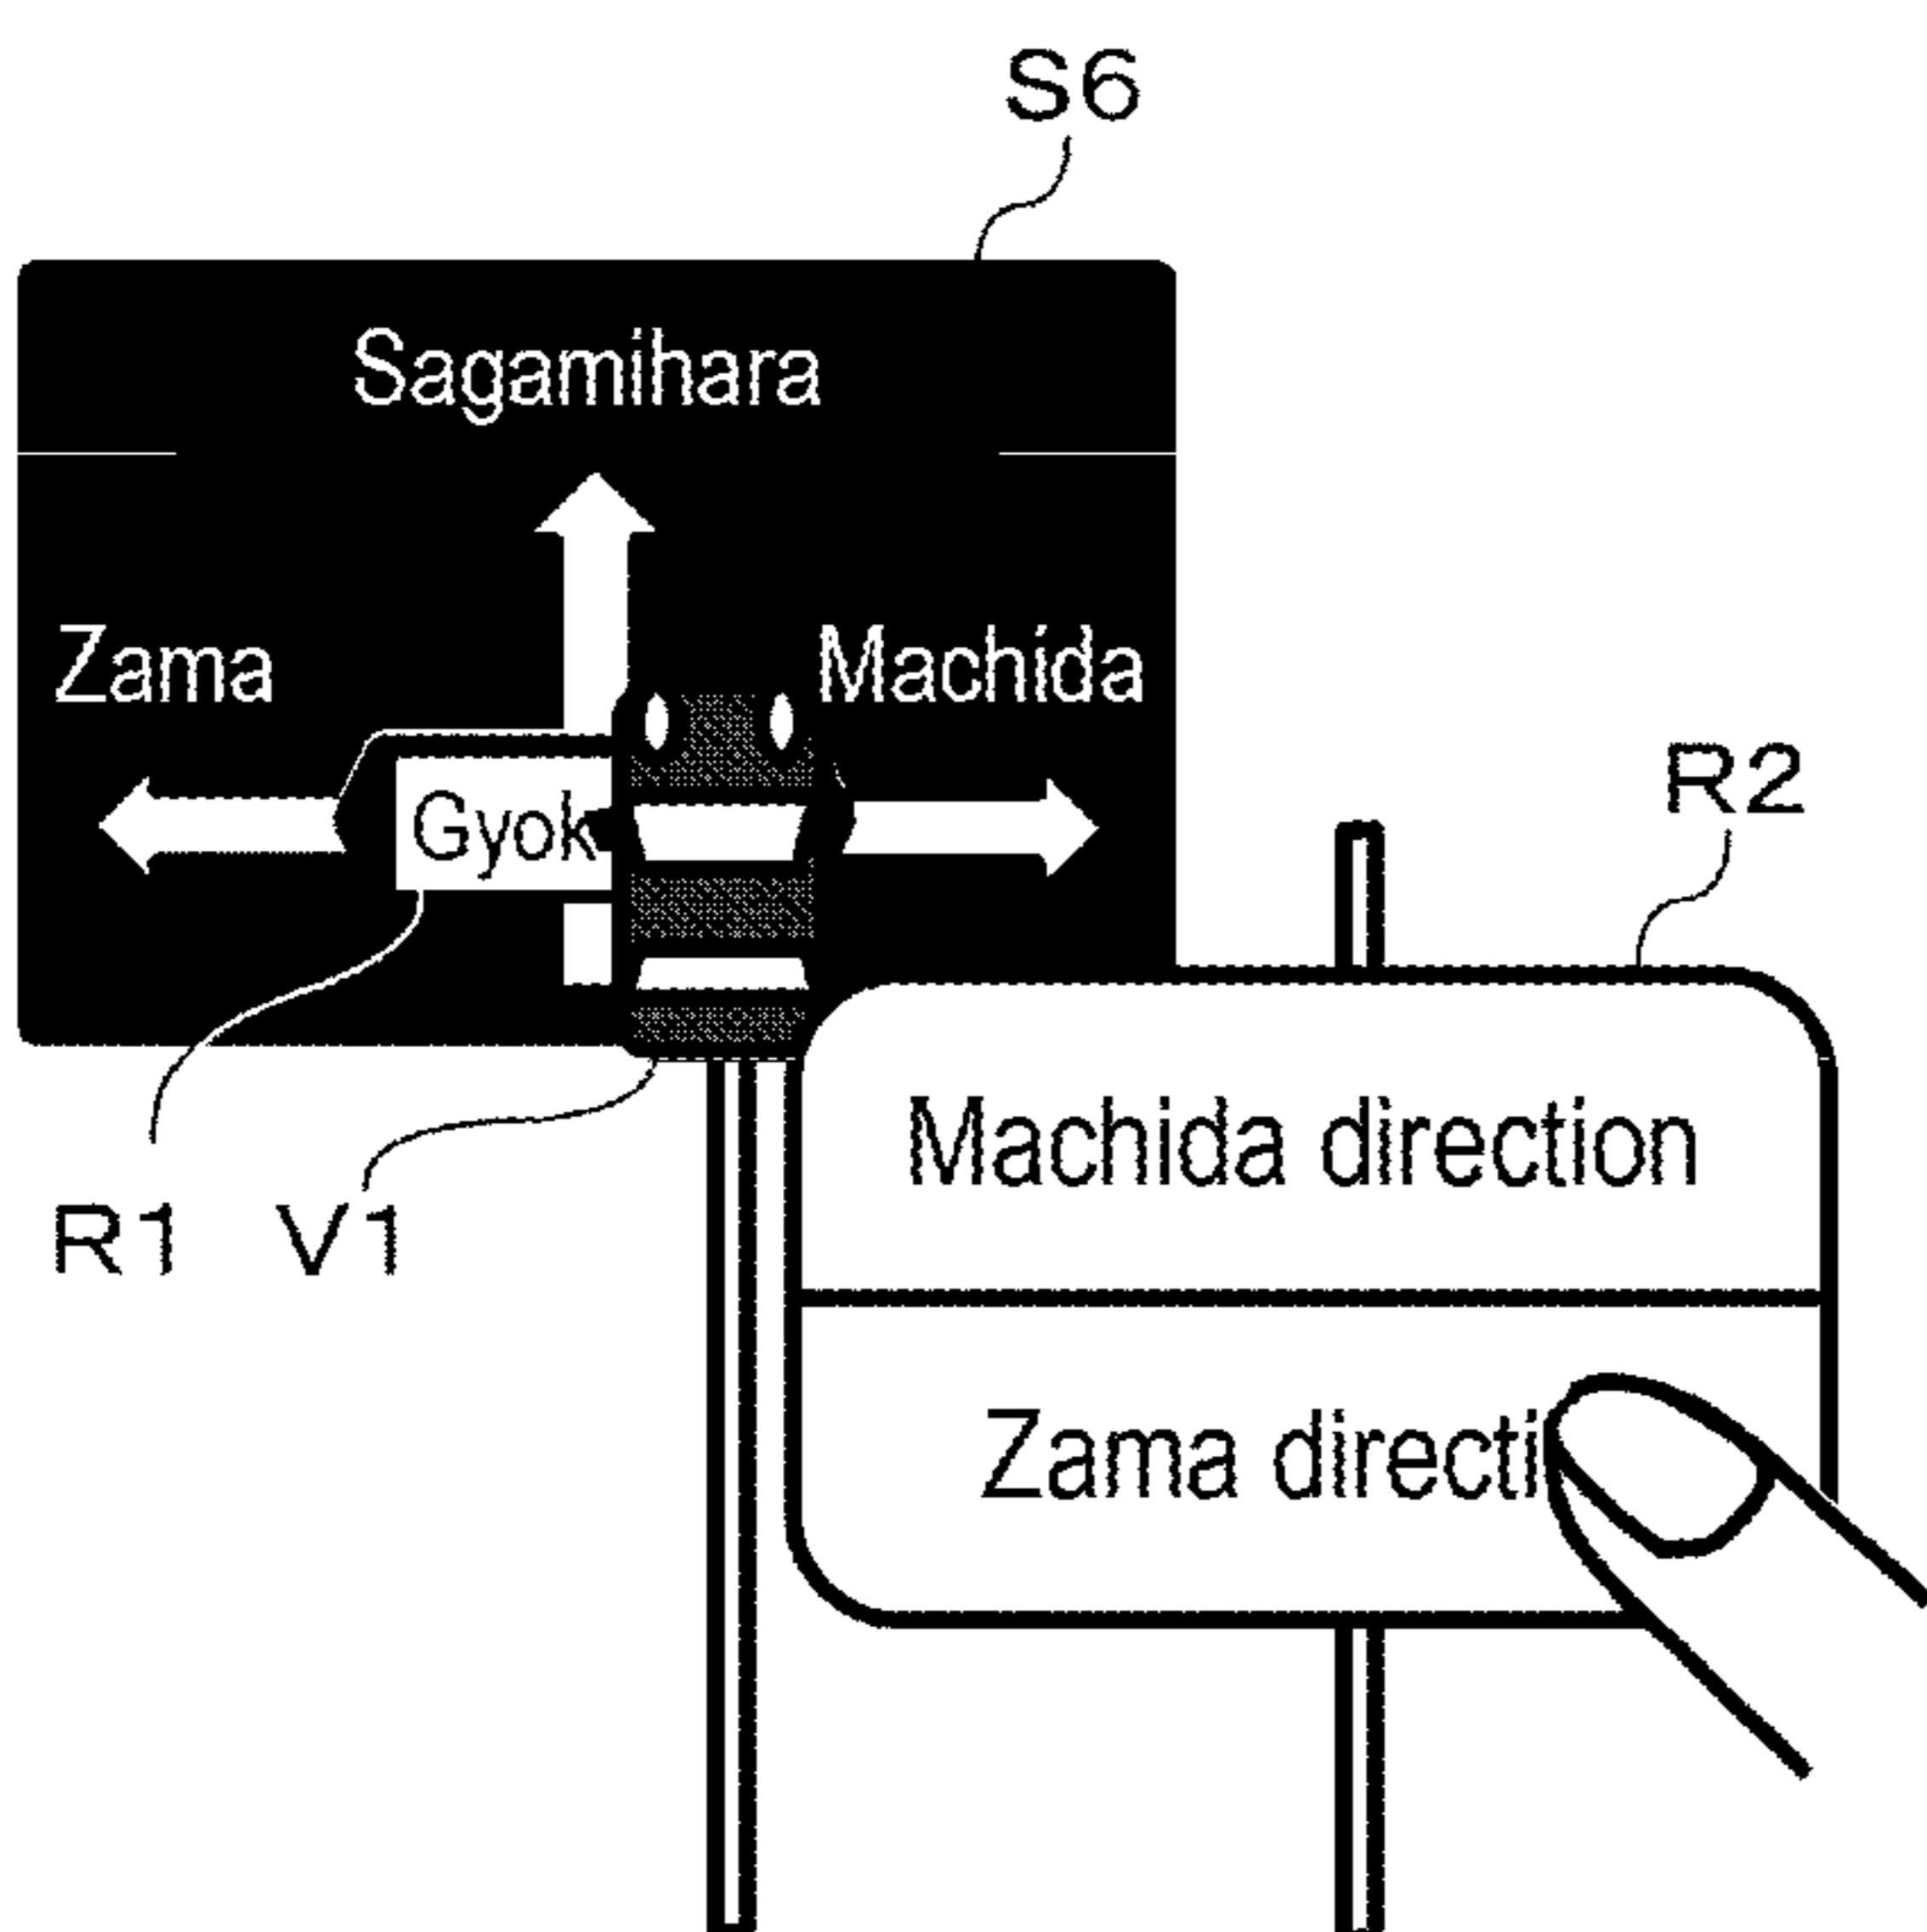 S6
Sagamihara
Zama
Machida
Gyok
R2
Machida direction
R1
V1
Zama directi